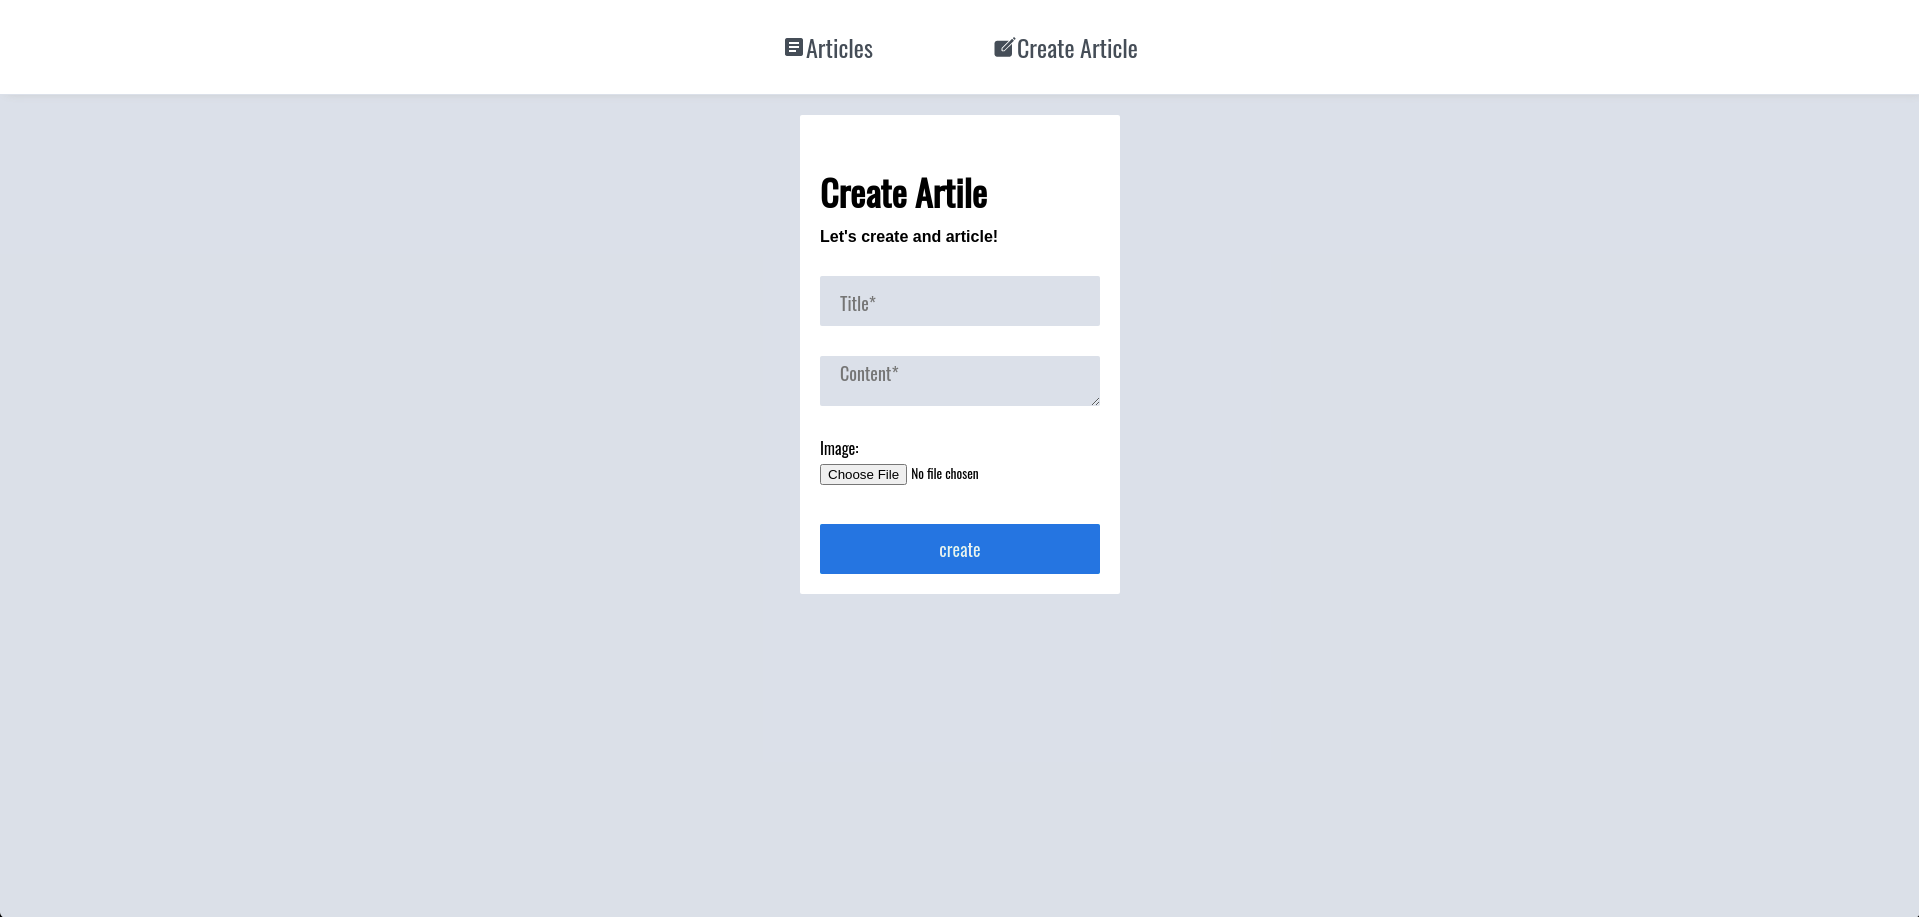 Articles Create Article
Create Artile
Let's create and article!
Title*
Content*
Image:
Choose File No file chosen
create